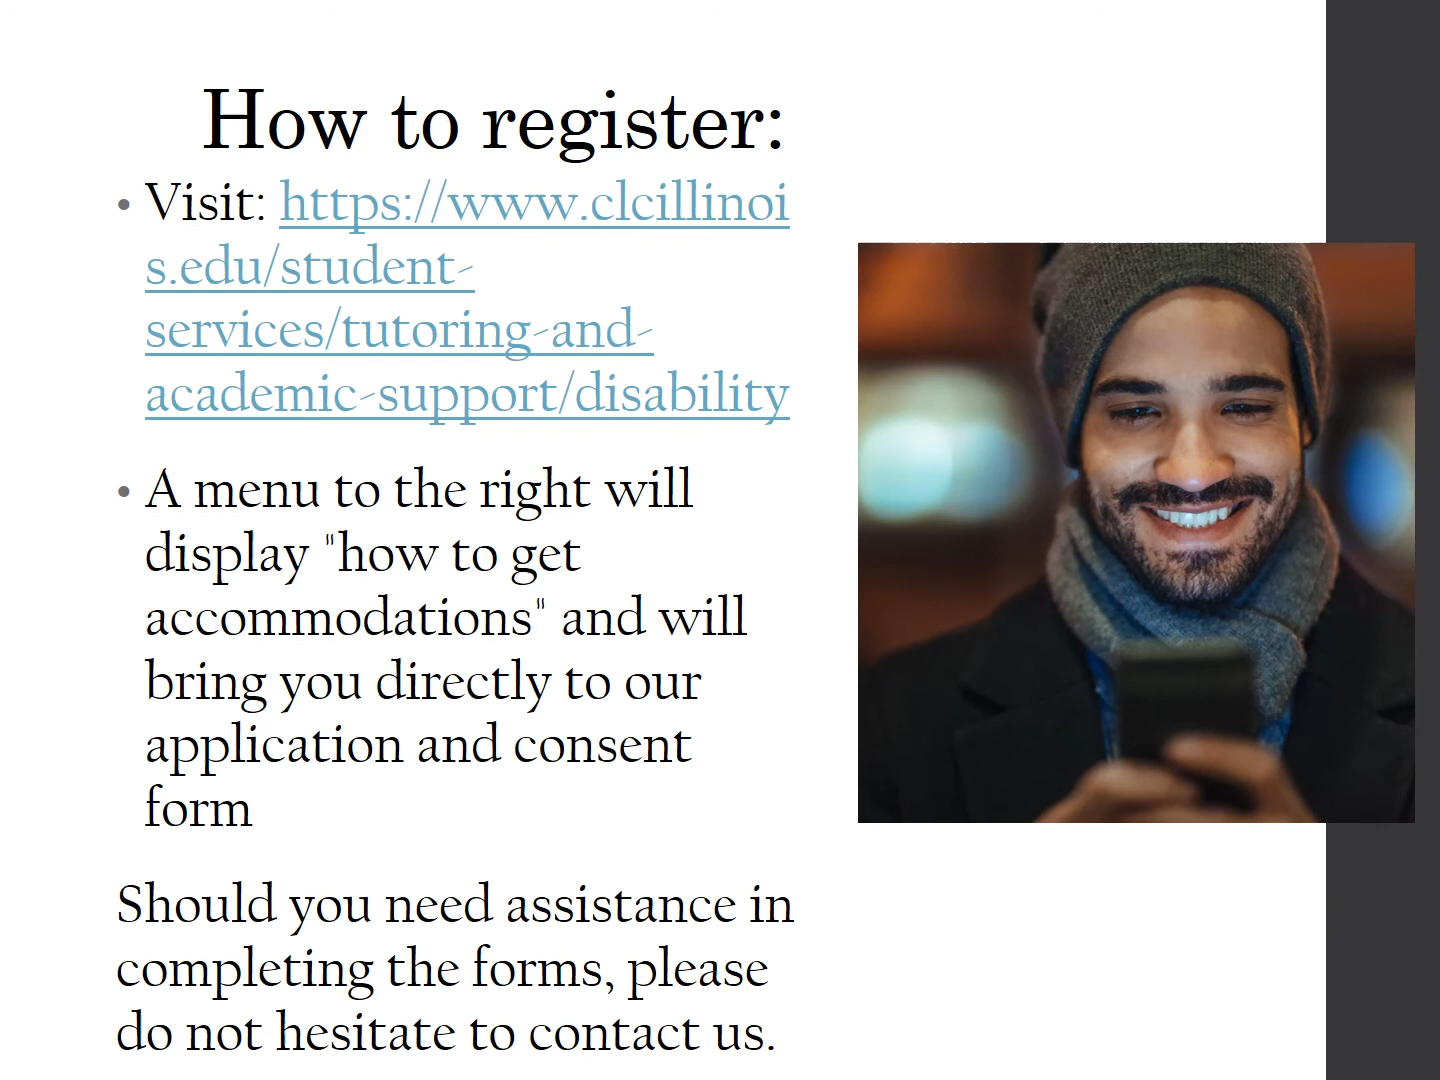 How to register:
• Visit: https://www.clcillinoi
s.edu/student-
services/tutoring-and-
academic-support/disability
• A menu to the right will
display "how to get
accommodations" and will
bring you directly to our
application and consent
form
Should you need assistance in
completing the forms, please
do not hesitate to contact us.